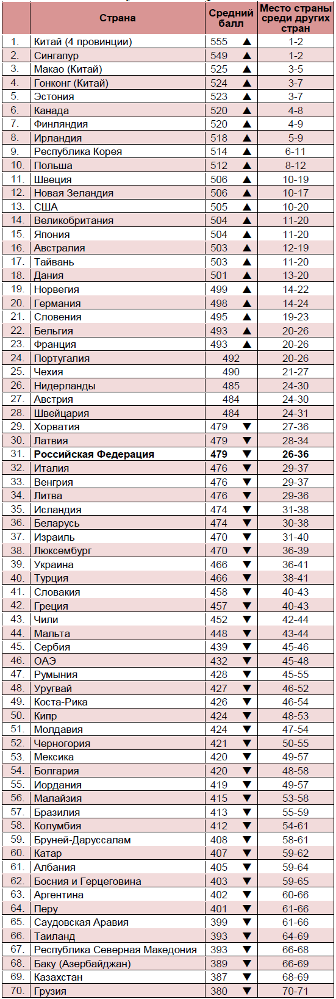 Страна Средний балл Место страны среди других стран
1. Китай (4 провинции) 555 ▲ 1-2
2. Сингапур 549 ▲ 1-2
3. Макао (Китай) 525 ▲ 3-5
4. Гонконг (Китай) 524 ▲ 3-7
5. Эстония 523 ▲ 3-7
6. Канада 520 ▲ 4-8
7. Финляндия 520 ▲ 4-9
8. Ирландия 518 ▲ 5-9
9. Республика Корея 514 ▲ 6-11
10. Польша 512 ▲ 8-12
11. Швеция 506 ▲ 10-19
12. Новая Зеландия 506 ▲ 10-17
13. США 505 ▲ 10-20
14. Великобритания 504 ▲ 11-20
15. Япония 504 ▲ 11-20
16. Австралия 503 ▲ 12-19
17. Тайвань 503 ▲ 11-20
18. Дания 501 ▲ 13-20
19. Норвегия 499 ▲ 14-22
20. Германия 498 ▲ 14-24
21. Словения 495 ▲ 19-23
22. Бельгия 493 ▲ 20-26
23. Франция 493 ▲ 20-26
24. Португалия 492 20-26
25. Чехия 490 21-27
26. Нидерланды 485 24-30
27. Австрия 484 24-30
28. Швейцария 484 24-31
29. Хорватия 479 ▼ 27-36
30. Латвия 479 ▼ 28-34
31. Российская Федерация 479 ▼ 26-36
32. Италия 476 ▼ 29-37
33. Венгрия 476 ▼ 29-37
34. Литва 476 ▼ 29-36
35. Исландия 474 ▼ 31-38
36. Беларусь 474 ▼ 30-38
37. Израиль 470 ▼ 31-40
38. Люксембург 470 ▼ 36-39
39. Украина 466 ▼ 36-41
40. Турция 466 ▼ 38-41
41. Словакия 458 ▼ 40-43
42. Греция 457 ▼ 40-43
43. Чили 452 ▼ 42-44
44. Мальта 448 ▼ 43-44
45. Сербия 439 ▼ 45-46
46. ОАЭ 432 ▼ 45-48
47. Румыния 428 ▼ 45-55
48. Уругвай 427 ▼ 46-52
49. Коста-Рика 426 ▼ 46-54
50. Кипр 424 ▼ 48-53
51. Молдавия 424 ▼ 47-54
52. Черногория 421 ▼ 50-55
53. Мексика 420 ▼ 49-57
54. Болгария 420 ▼ 48-58
55. Иордания 419 ▼ 49-57
56. Малайзия 415 ▼ 53-58
57. Бразилия 413 ▼ 55-59
58. Колумбия 412 ▼ 54-61
59. Бруней-Даруссалам 408 ▼ 58-61
60. Катар 407 ▼ 59-62
61. Албания 405 ▼ 59-64
62. Босния и Герцеговина 403 ▼ 59-65
63. Аргентина 402 ▼ 60-66
64. Перу 401 ▼ 61-66
65. Саудовская Аравия 399 ▼ 61-66
66. Таиланд 393 ▼ 64-69
67. Республика Северная Македония 393 ▼ 66-68
68. Баку (Азербайджан) 389 ▼ 66-69
69. Казахстан 387 ▼ 68-69
70. Грузия 380 ▼ 70-71